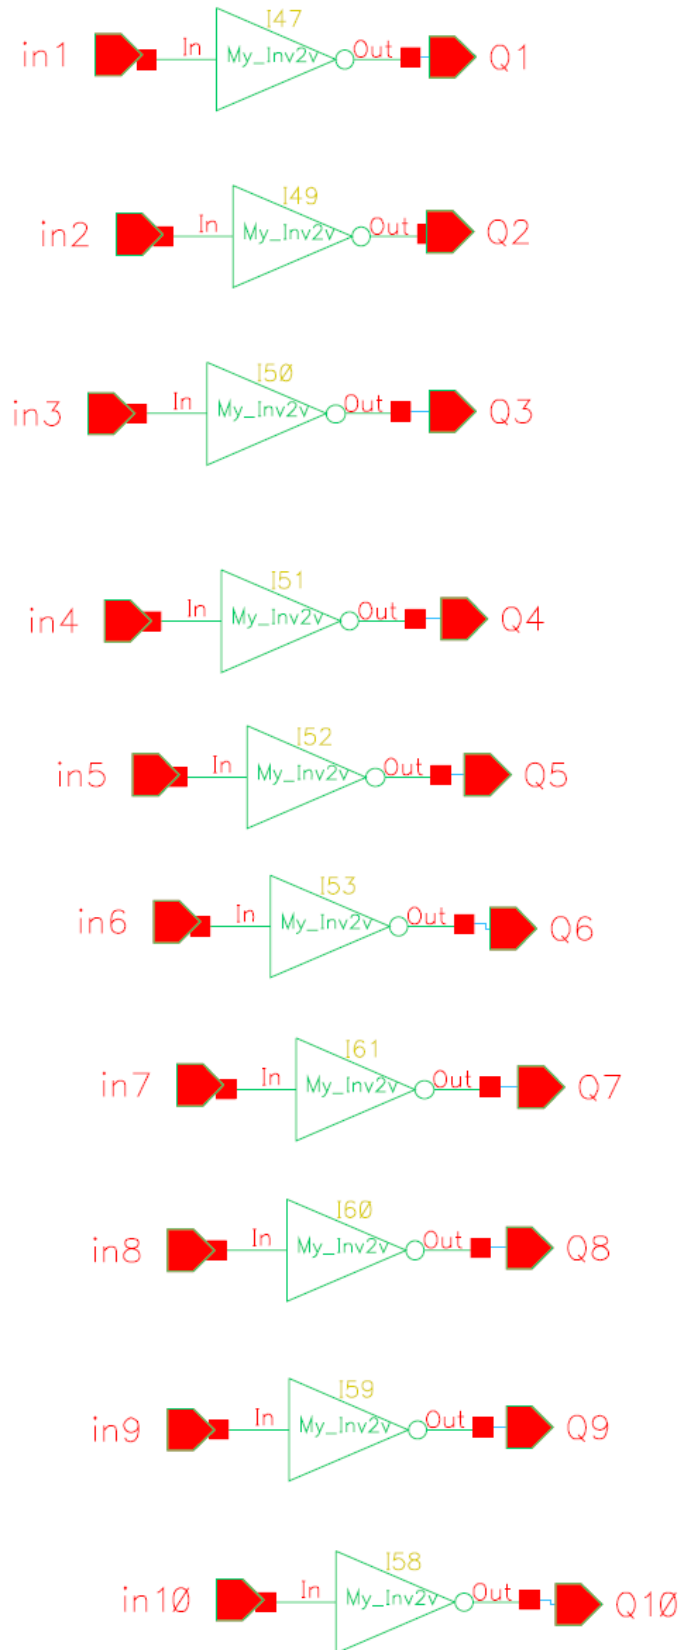 I47
in1 In My_Inv2v Out Q1
I49
in2 In My_Inv2v Out Q2
I50
in3 In My_Inv2v Out Q3
I51
in4 In My_Inv2v Out Q4
I52
in5 In My_Inv2v Out Q5
I53
in6 In My_Inv2v Out Q6
I61
in7 In My_Inv2v Out Q7
I60
in8 In My_Inv2v Out Q8
I59
in9 In My_Inv2v Out Q9
I58
in10 In My_Inv2v Out Q10